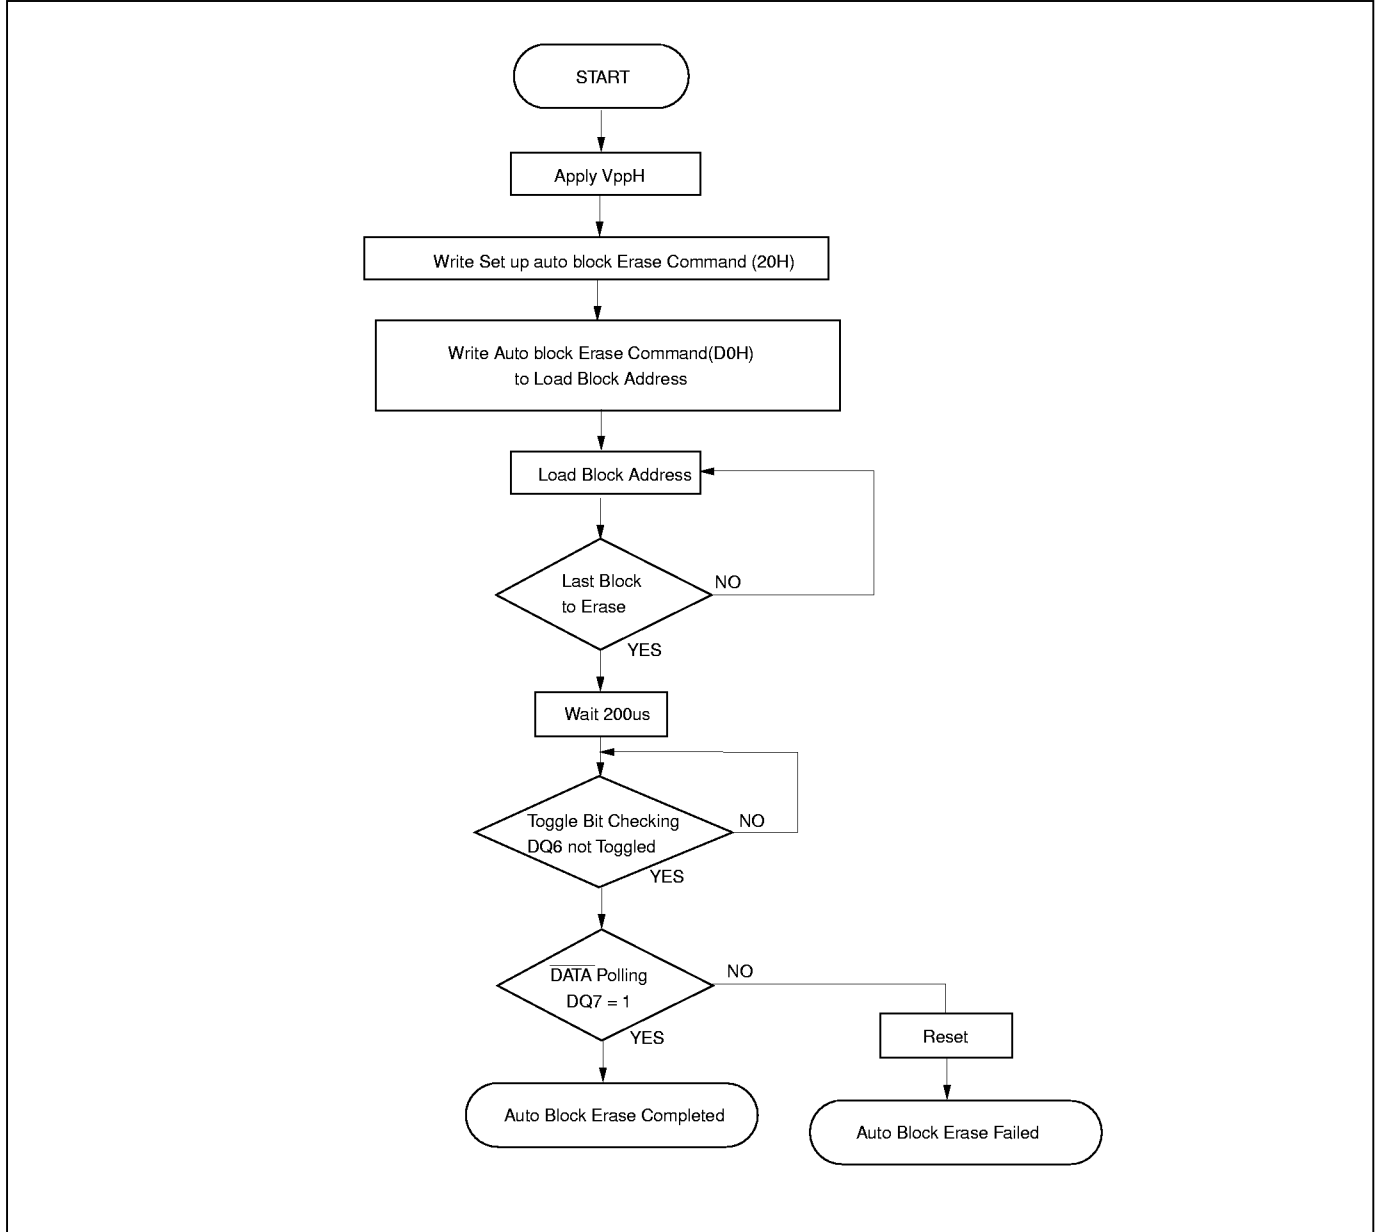 START
Apply VppH
Write Set up auto block Erase Command (20H)
Write Auto block Erase Command(D0H)
to Load Block Address
Load Block Address
Last Block
to Erase
NO
YES
Wait 200us
Toggle Bit Checking
DQ6 not Toggled
NO
YES
DATA Polling
DQ7 = 1
NO
YES
Reset
Auto Block Erase Completed
Auto Block Erase Failed